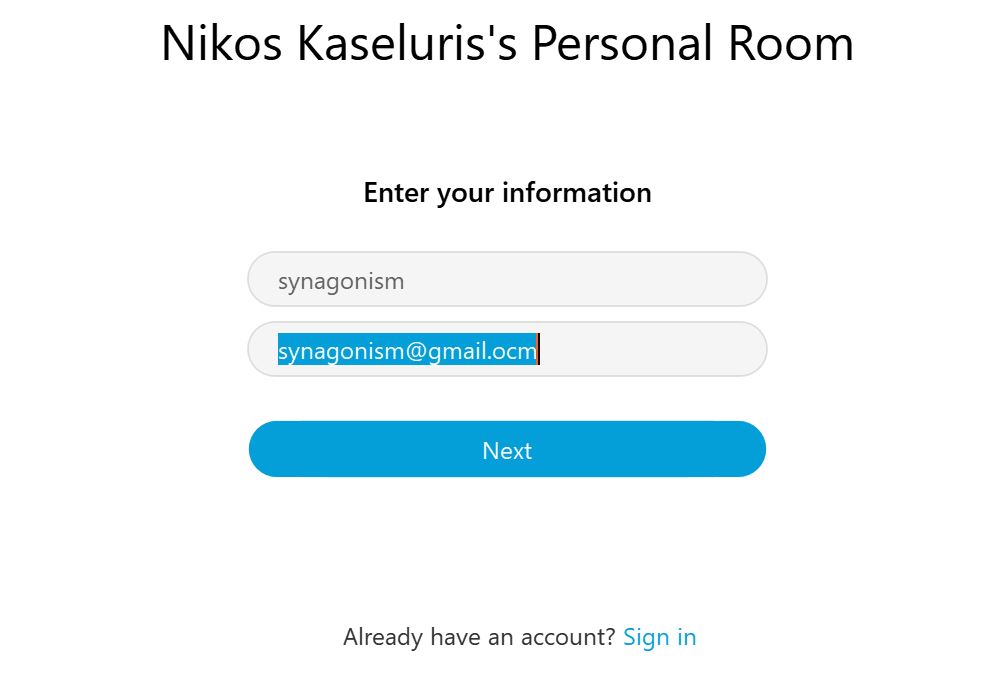 Nikos Kaseluris's Personal Room
Enter your information
synagonism
synagonism@gmail.ocm
Next
Already have an account? Sign in